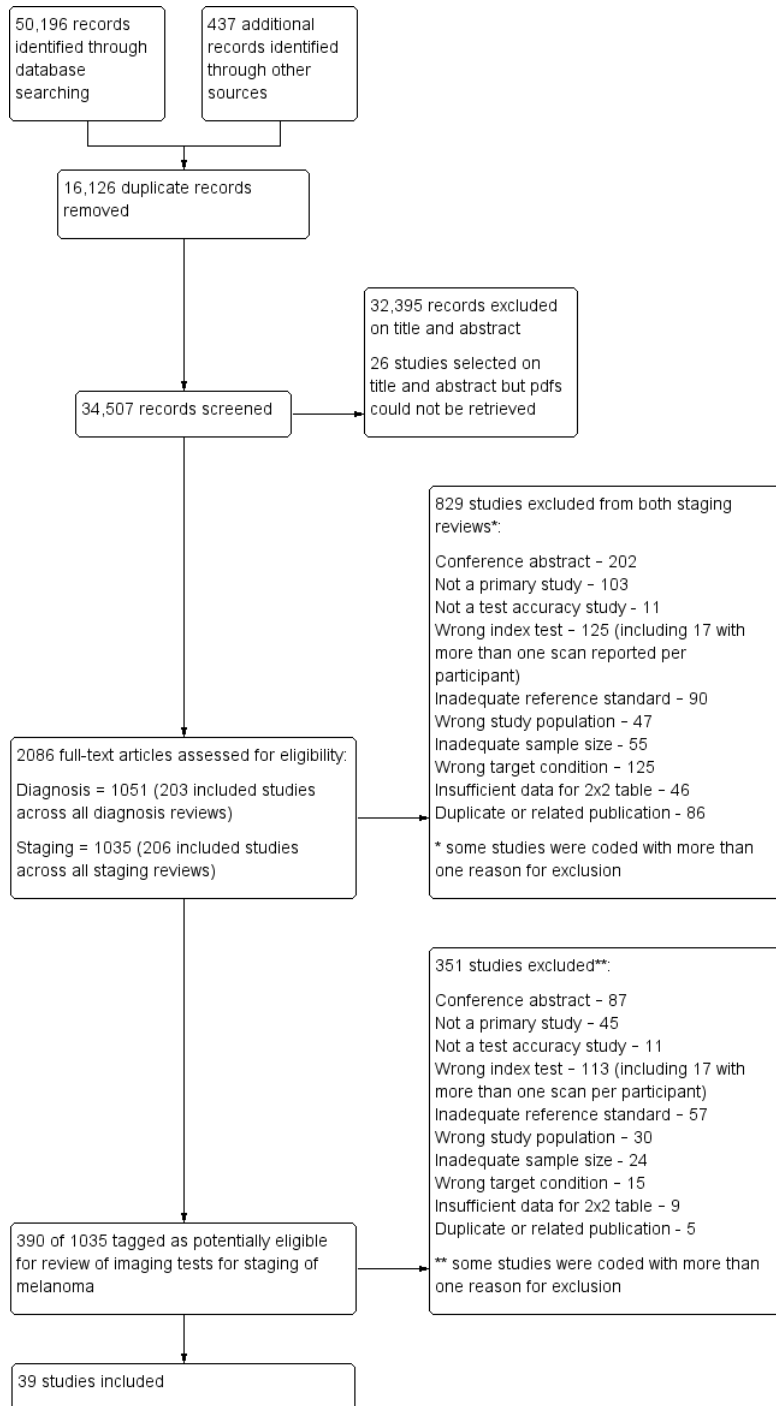 50,196 records
identified through
database
searching
437 additional
records identified
through other
sources
16,126 duplicate records
removed
32,395 records excluded
on title and abstract
26 studies selected on
title and abstract but pdfs
could not be retrieved
34,507 records screened
829 studies excluded from both staging
reviews*:
Conference abstract – 202
Not a primary study – 103
Not a test accuracy study - 11
Wrong index test – 125 (including 17 with
more than one scan reported per
participant)
Inadequate reference standard – 90
Wrong study population – 47
Inadequate sample size - 55
Wrong target condition – 125
Insufficient data for 2x2 table – 46
Duplicate or related publication - 86
* some studies were coded with more than
one reason for exclusion
2086 full-text articles assessed for eligibility:
Diagnosis = 1051 (203 included studies
across all diagnosis reviews)
Staging = 1035 (206 included studies
across all staging reviews)
351 studies excluded**:
Conference abstract – 87
Not a primary study – 45
Not a test accuracy study - 11
Wrong index test – 113 (including 17 with
more than one scan per participant)
Inadequate reference standard – 57
Wrong study population – 30
Inadequate sample size - 24
Wrong target condition – 15
Insufficient data for 2x2 table – 9
Duplicate or related publication - 5
** some studies were coded with more than
one reason for exclusion
390 of 1035 tagged as potentially eligible
for review of imaging tests for staging of
melanoma
39 studies included